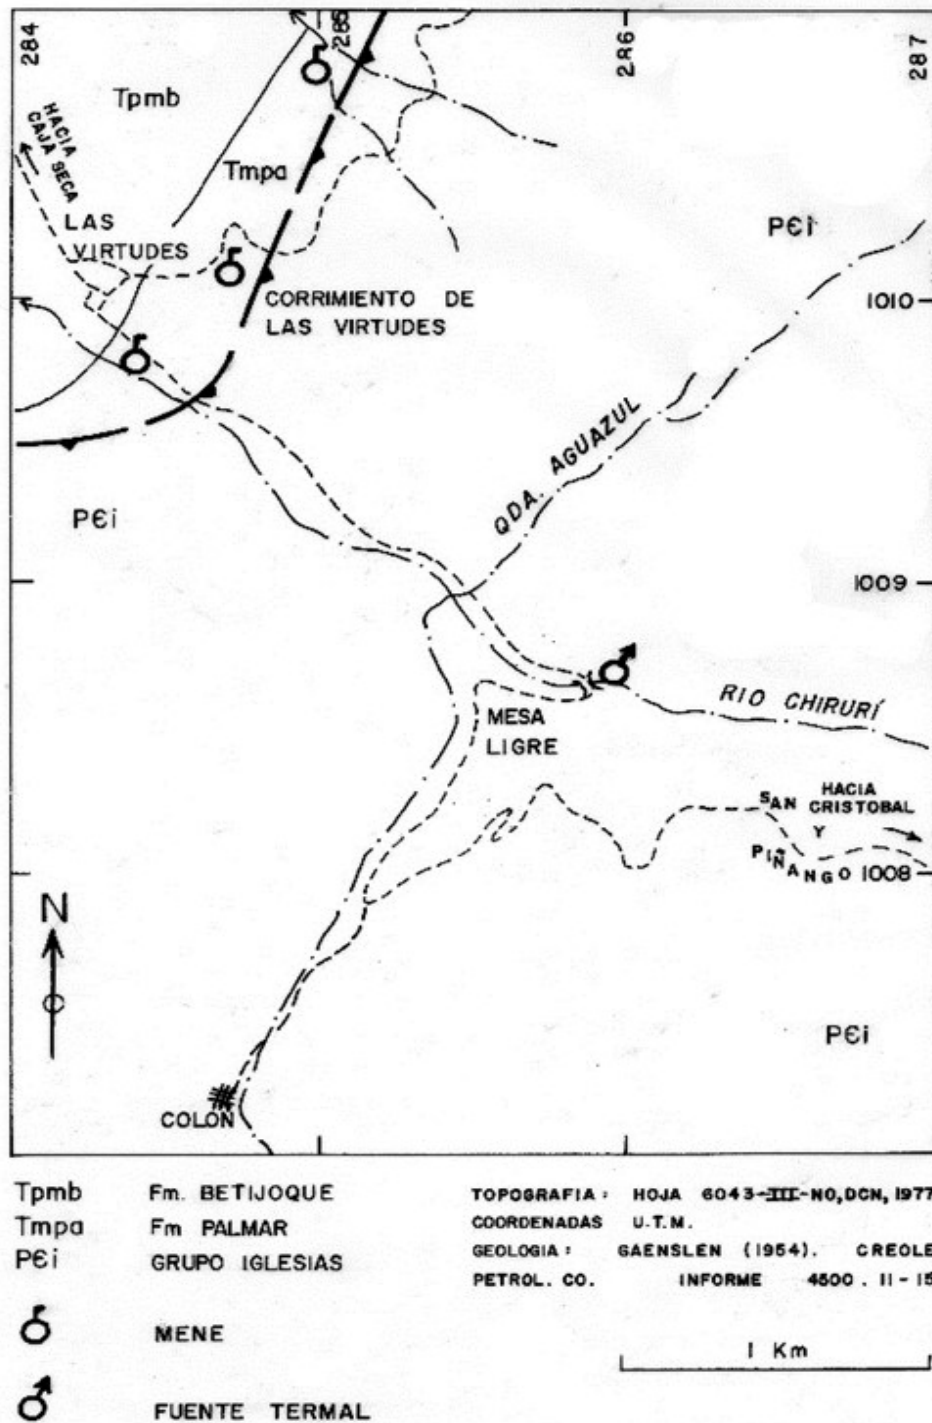 284
285
286
287
Tpmb
HACIA
CAJA SECA
Tmpa
LAS
VIRTUDES
PЄi
CORRIMIENTO DE
LAS VIRTUDES
1010
QDA. AGUAZUL
PЄi
1009
RIO CHIRURÍ
MESA
LIGRE
HACIA
SAN CRISTOBAL
Y
PIÑANGO
1008
N
PЄi
COLON
Tpmb Fm. BETIJOQUE
Tmpa Fm PALMAR
PЄi GRUPO IGLESIAS
MENE
FUENTE TERMAL
TOPOGRAFIA: HOJA 6043-III-NO,DCN,1977
COORDENADAS U.T.M.
GEOLOGIA: GAENSLEN (1954). CREOLE
PETROL. CO. INFORME 4500. II-15
1 Km